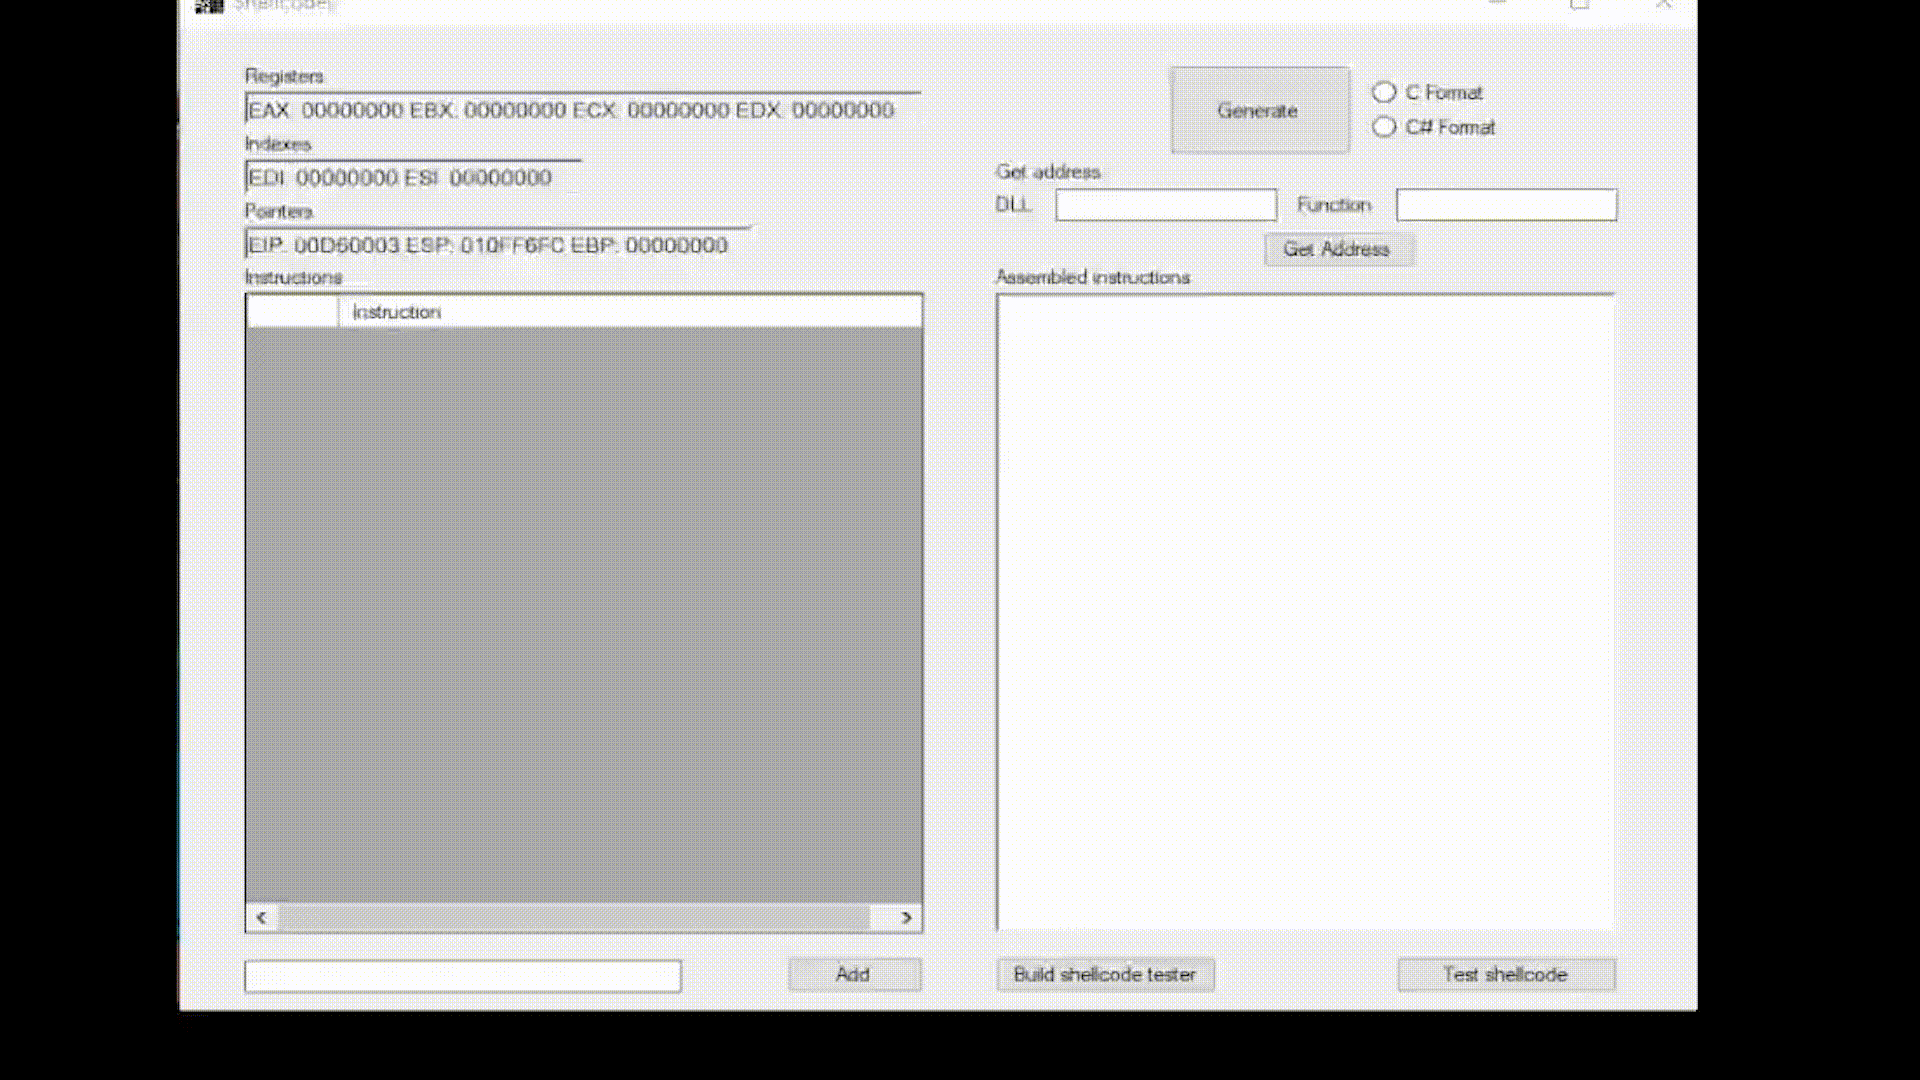 Shellcodey
Registers
EAX: 00000000 EBX: 00000000 ECX: 00000000 EDX: 00000000
Indexes
EDI: 00000000 ESI: 00000000
Pointers
EIP: 00D60003 ESP: 010FF6FC EBP: 00000000
Instructions
Instruction
Add
Generate
C Format
C# Format
Get address
DLL
Function
Get Address
Assembled instructions
Build shellcode tester
Test shellcode